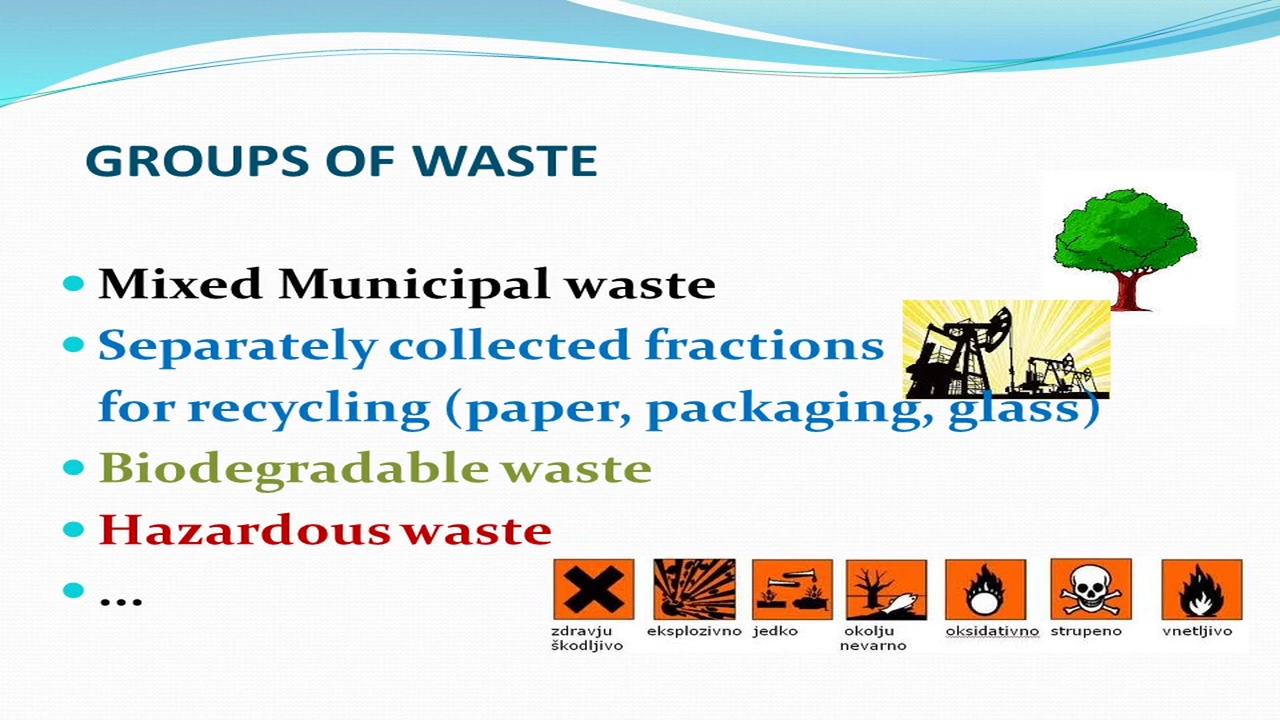 GROUPS OF WASTE
• Mixed Municipal waste
• Separately collected fractions
for recycling (paper, packaging, glass)
• Biodegradable waste
• Hazardous waste
• ...
zdravju škodljivo
eksplozivno
jedko
okolju nevarno
oksidativno
strupeno
vnetljivo